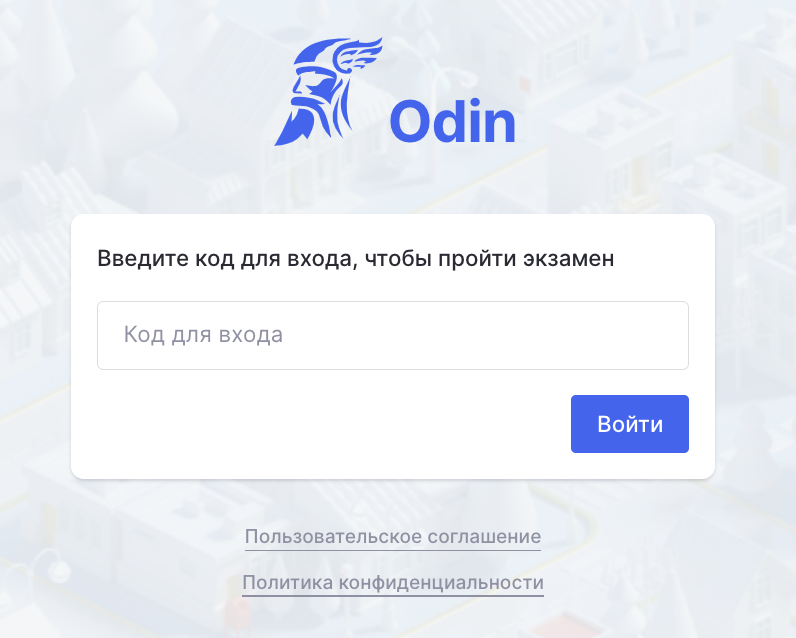 Odin
Введите код для входа, чтобы пройти экзамен
Код для входа
Войти
Пользовательское соглашение
Политика конфиденциальности